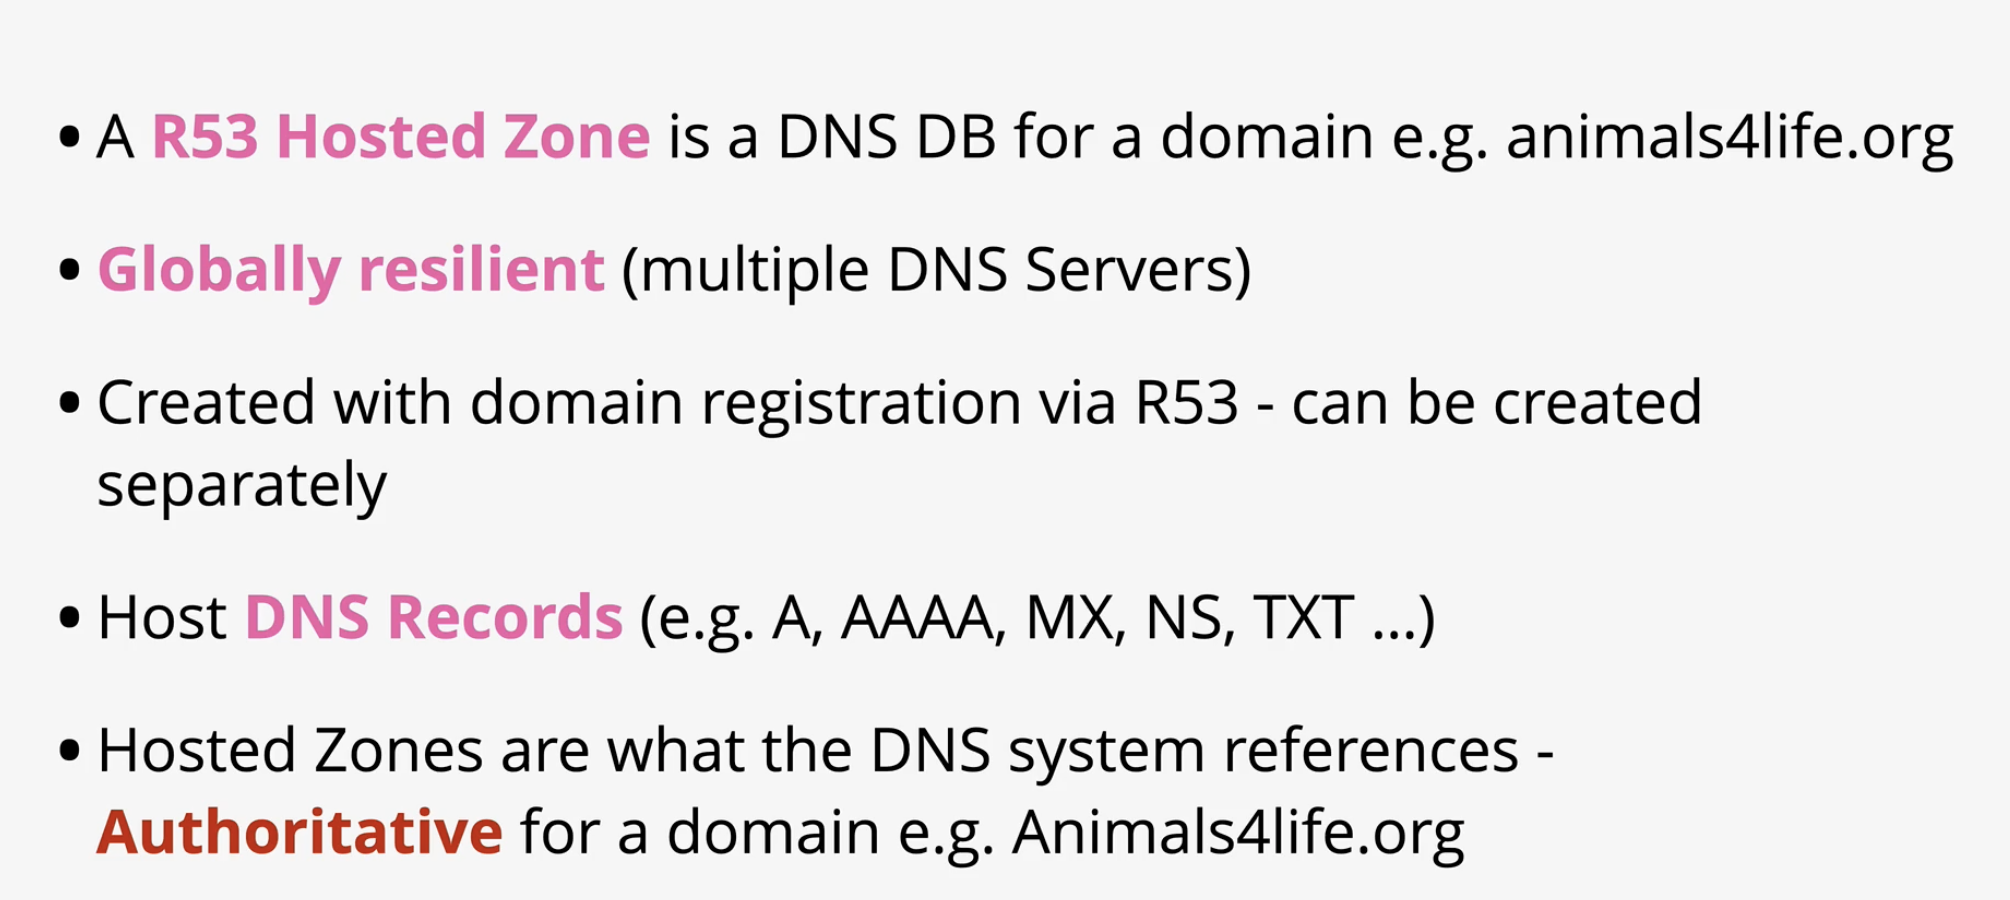 • A R53 Hosted Zone is a DNS DB for a domain e.g. animals4life.org
• Globally resilient (multiple DNS Servers)
• Created with domain registration via R53 - can be created
separately
• Host DNS Records (e.g. A, AAAA, MX, NS, TXT ...)
• Hosted Zones are what the DNS system references -
Authoritative for a domain e.g. Animals4life.org